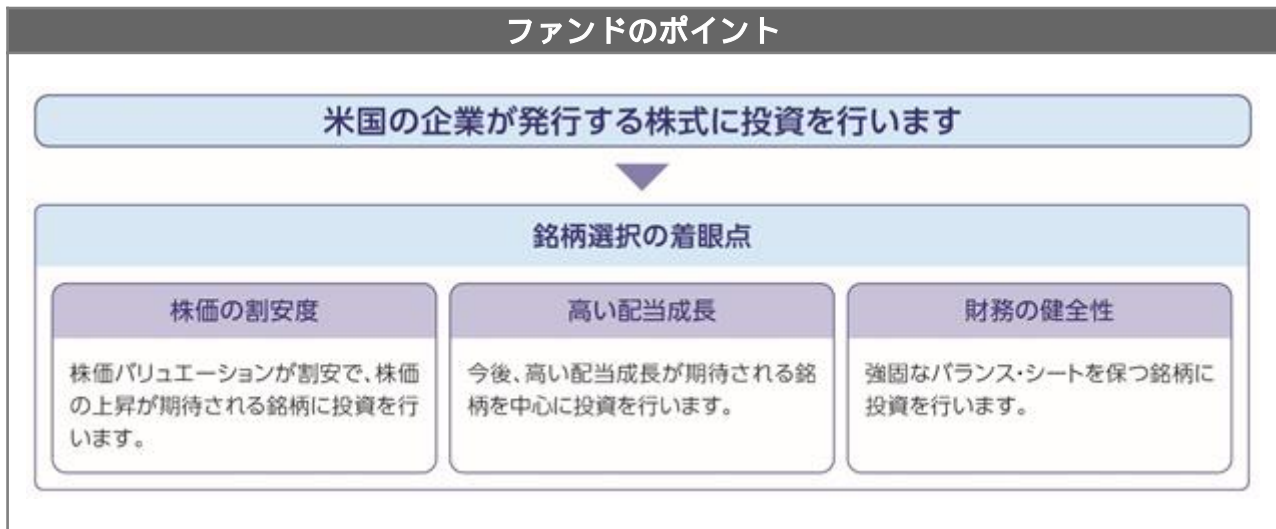 ファンドのポイント
米国の企業が発行する株式に投資を行います
銘柄選択の着眼点
株価の割安度
株価バリュエーションが割安で、株価
の上昇が期待される銘柄に投資を行
います。
高い配当成長
今後、高い配当成長が期待される銘
柄を中心に投資を行います。
財務の健全性
強固なバランス・シートを保つ銘柄に
投資を行います。